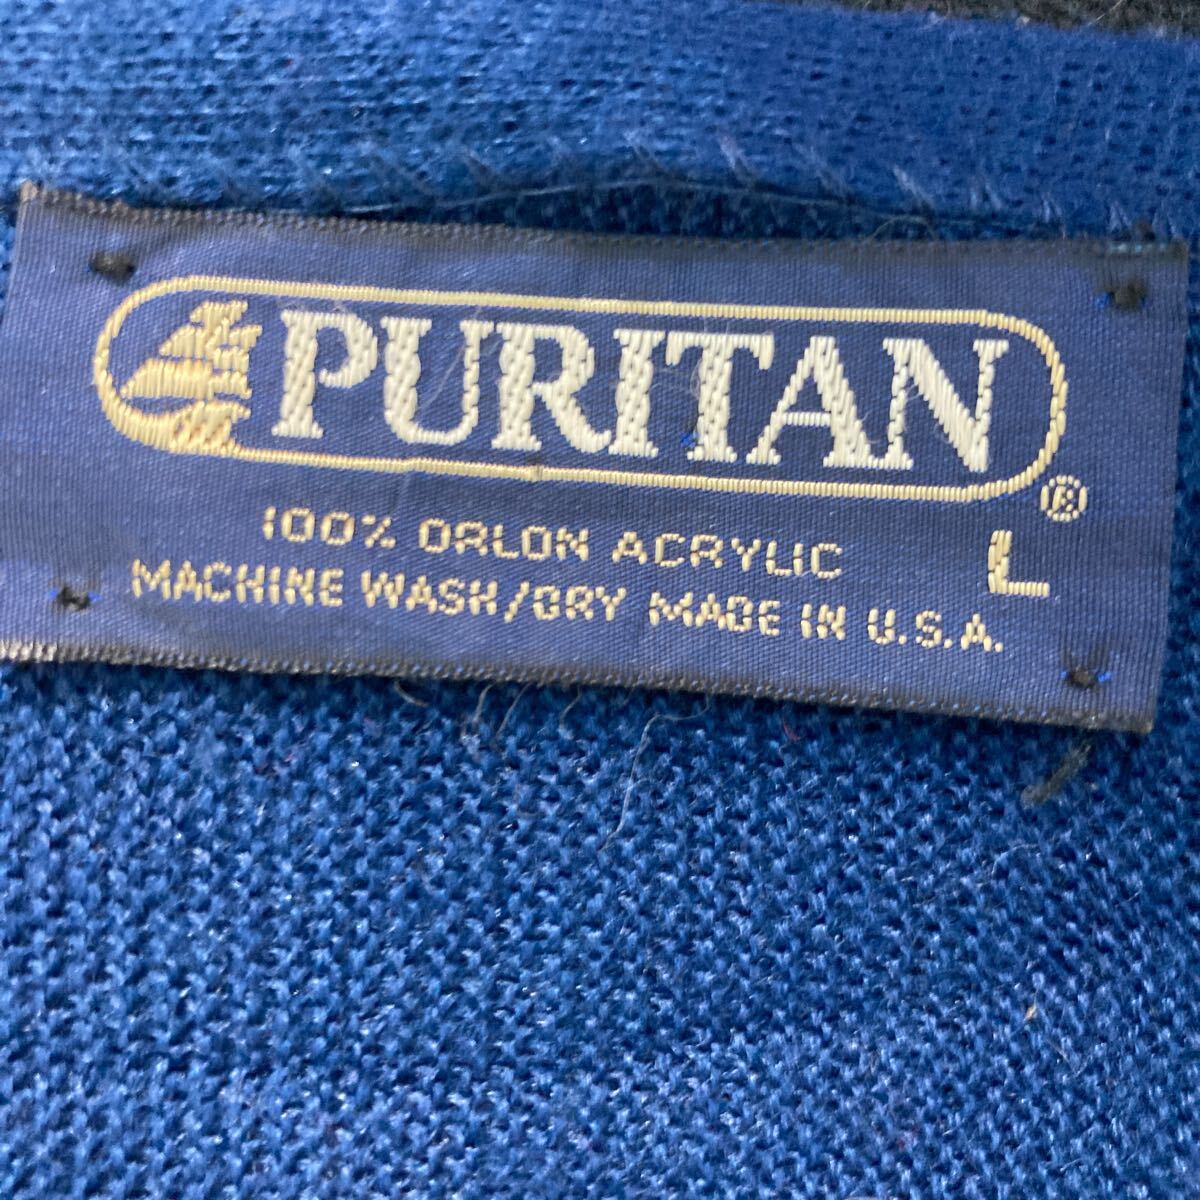 PURITAN®
100% ORLON ACRYLIC L
MACHINE WASH/DRY MADE IN U.S.A.